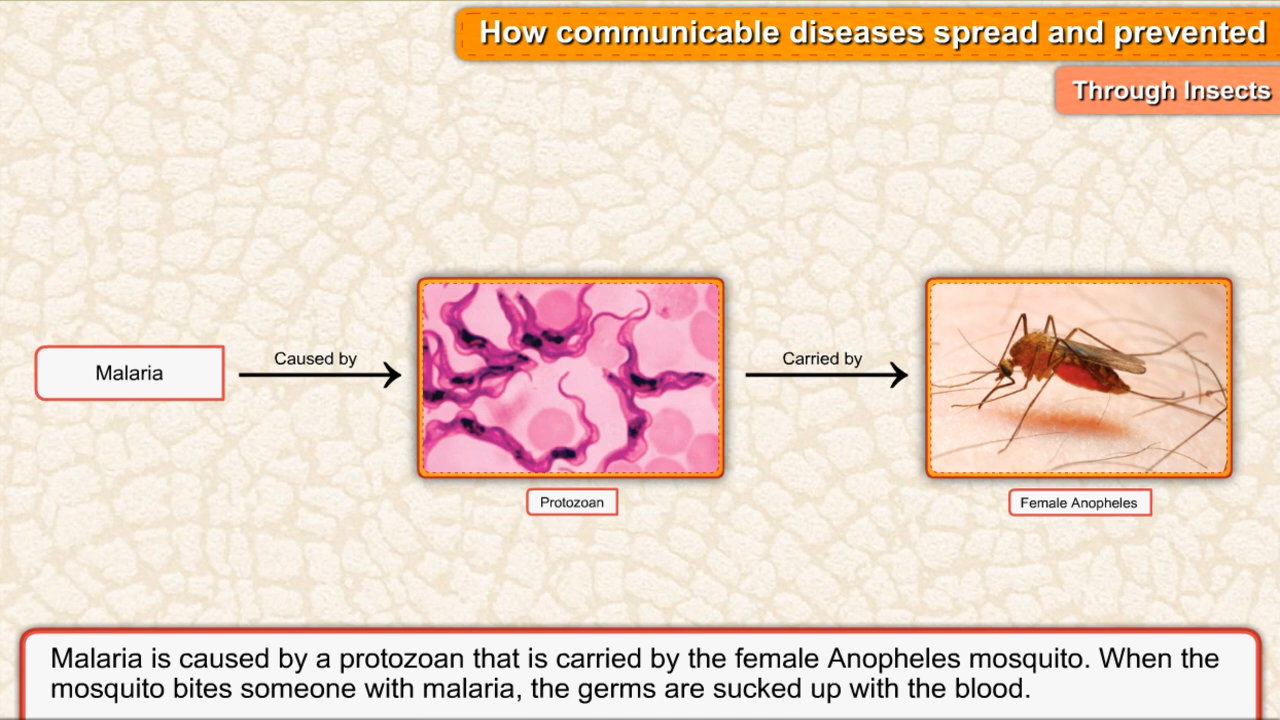 How communicable diseases spread and prevented
Through Insects
Malaria
Caused by
Carried by
Protozoan
Female Anopheles
Malaria is caused by a protozoan that is carried by the female Anopheles mosquito. When the
mosquito bites someone with malaria, the germs are sucked up with the blood.